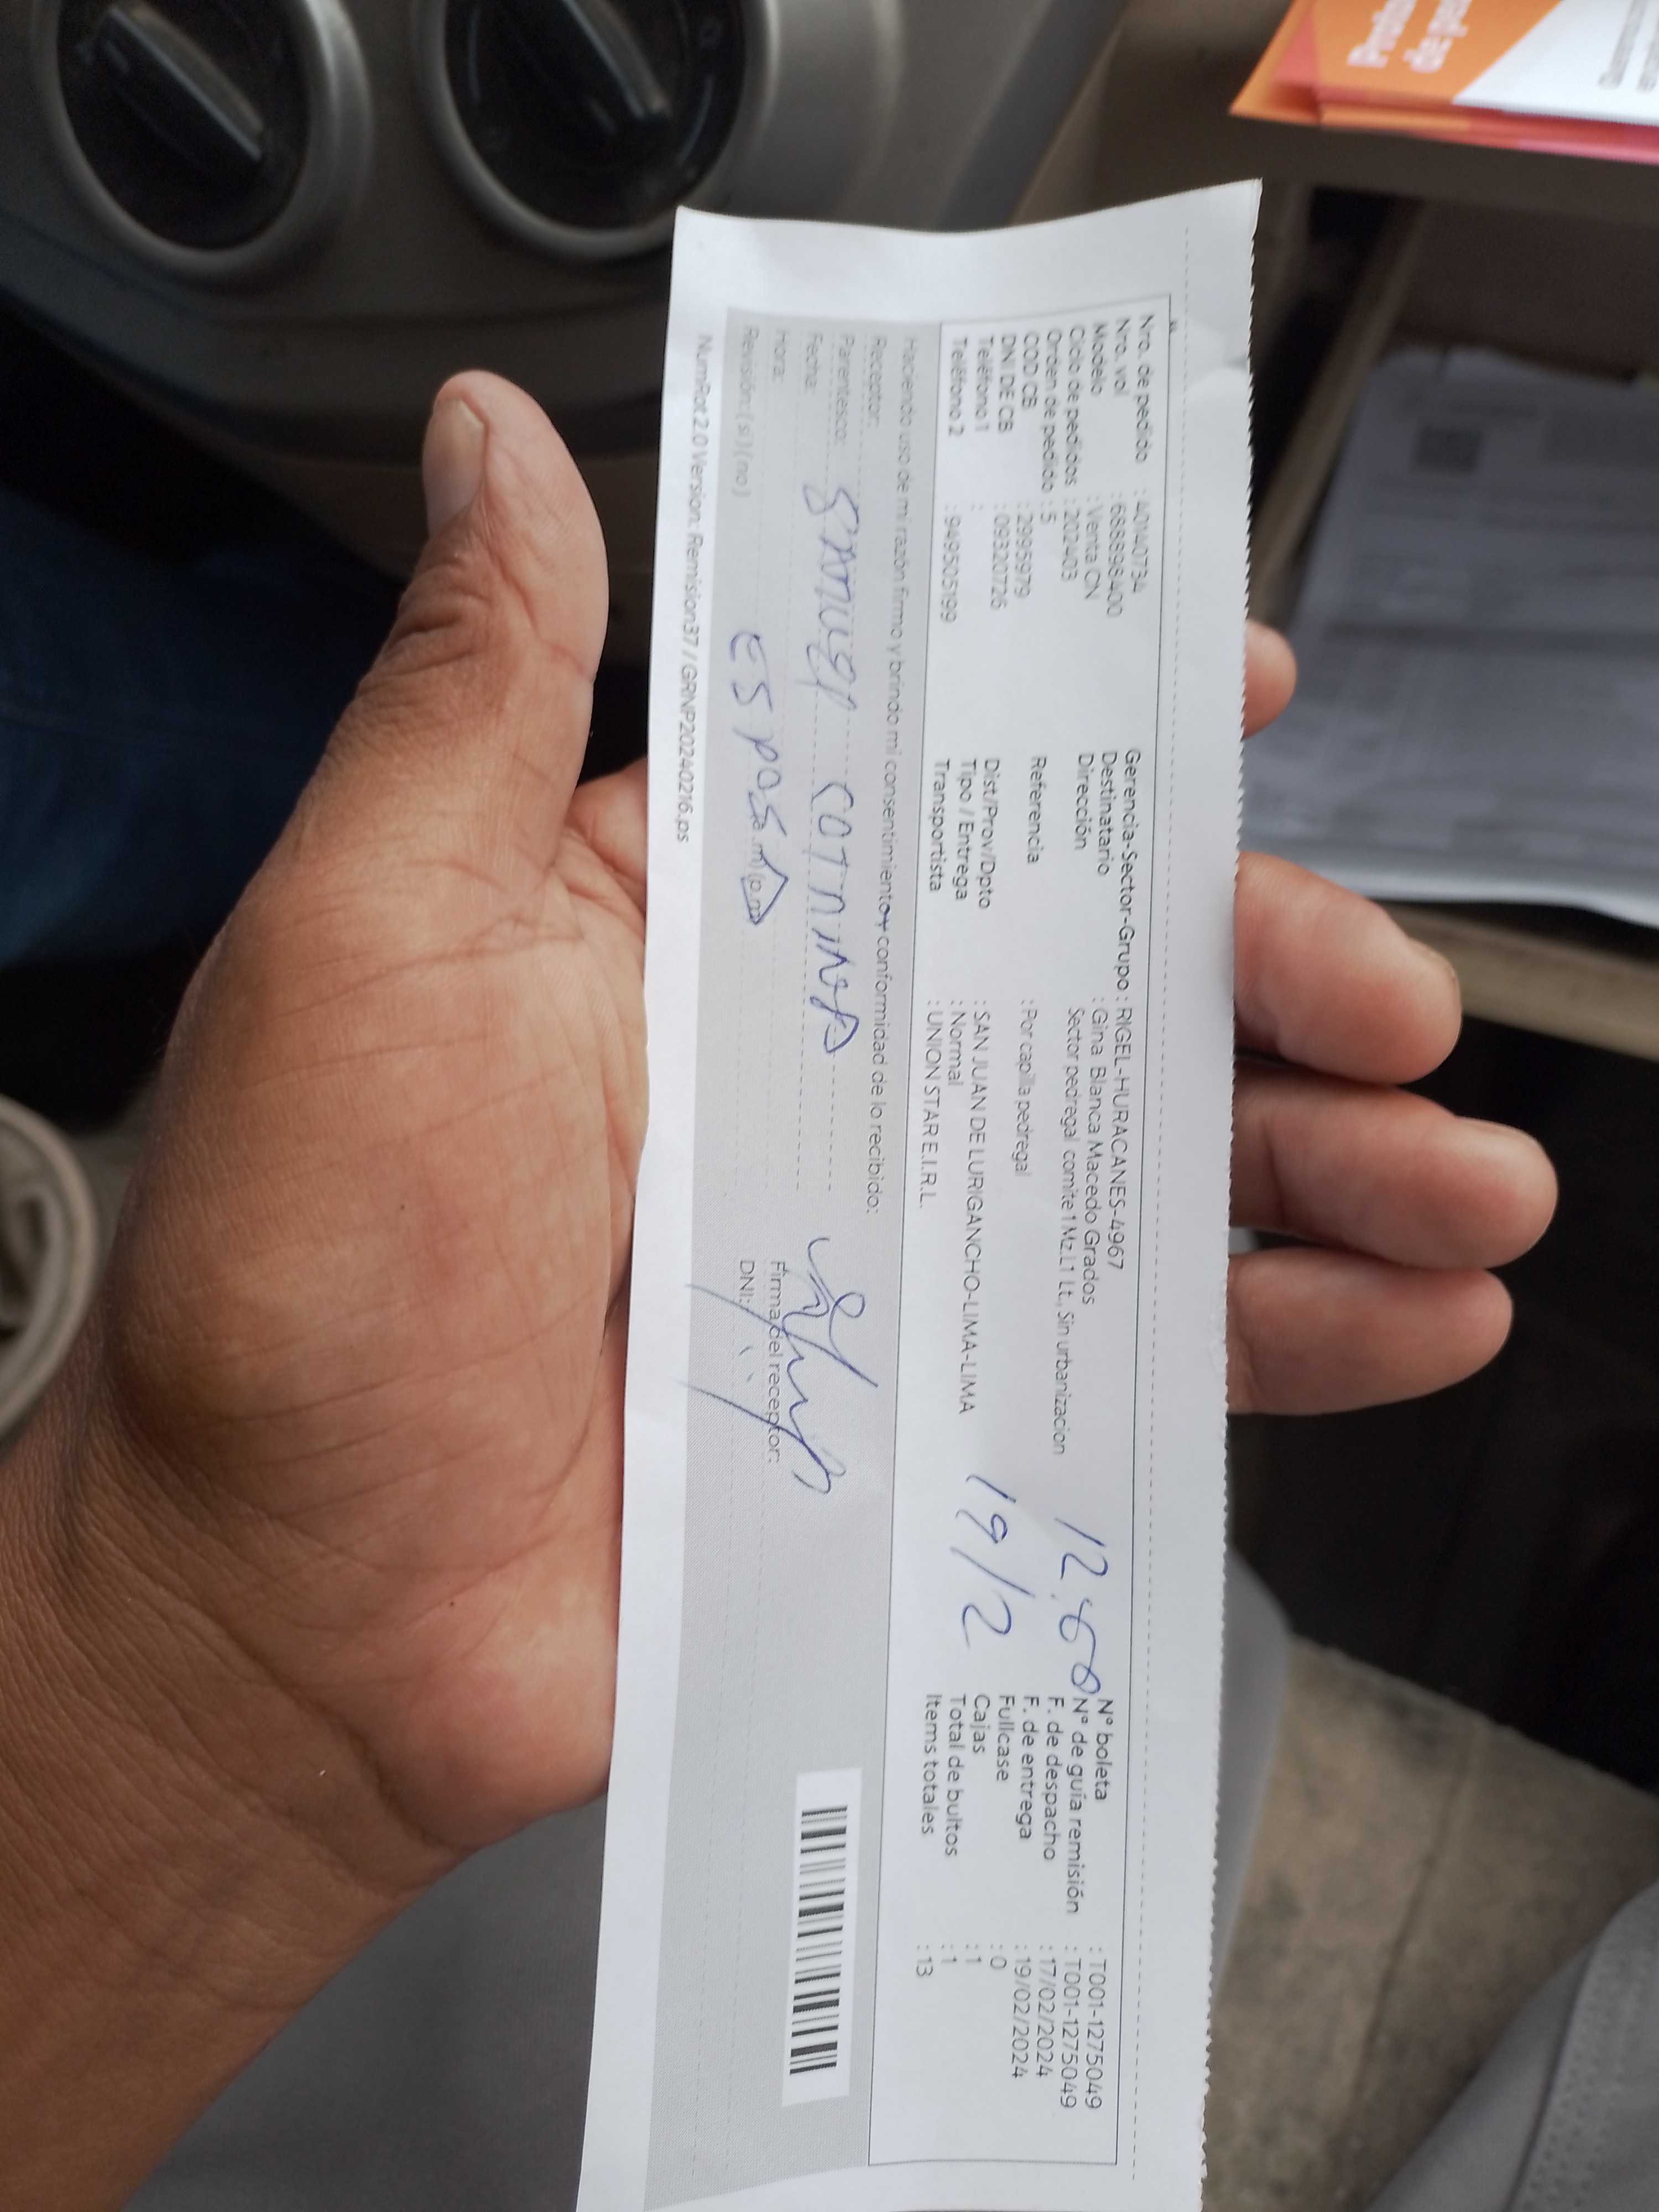 Nro. de pedido : 40140734
Nro. vol : 688898400
Modelo : Venta CN
Ciclo de pedidos : 202403
Orden de pedido : 5
COD CB : 2995979
DNI DE CB : 09320726
Teléfono 1 :
Teléfono 2 : 949505199
Gerencia-Sector-Grupo : RIGEL-HURACANES-4967
Destinatario : Gina Blanca Macedo Grados
Dirección Sector pedregal comite 1 Mz.L1 Lt., Sin urbanizacion
Referencia : Por capilla pedregal
Dist/Prov/Dpto : SAN JUAN DE LURIGANCHO-LIMA-LIMA
Tipo / Entrega : Normal
Transportista : UNION STAR E.I.R.L.
19/2
N° boleta : T001-1275049
N° de guía remisión : T001-1275049
F. de despacho : 17/02/2024
F. de entrega : 19/02/2024
Fullcase : 0
Cajas : 1
Total de bultos : 1
Items totales : 13
Haciendo uso de mi razón firmo y brindo mi consentimiento y conformidad de lo recibido:
Receptor:
Parentesco:
Fecha: SAMUEL COTRINA
Hora:
Revisión: ( si ) ( no )
ESPOSO
Firma del receptor:
DNI:
NumRot 2.0 Version: Remision37 / GRNP20240216.ps